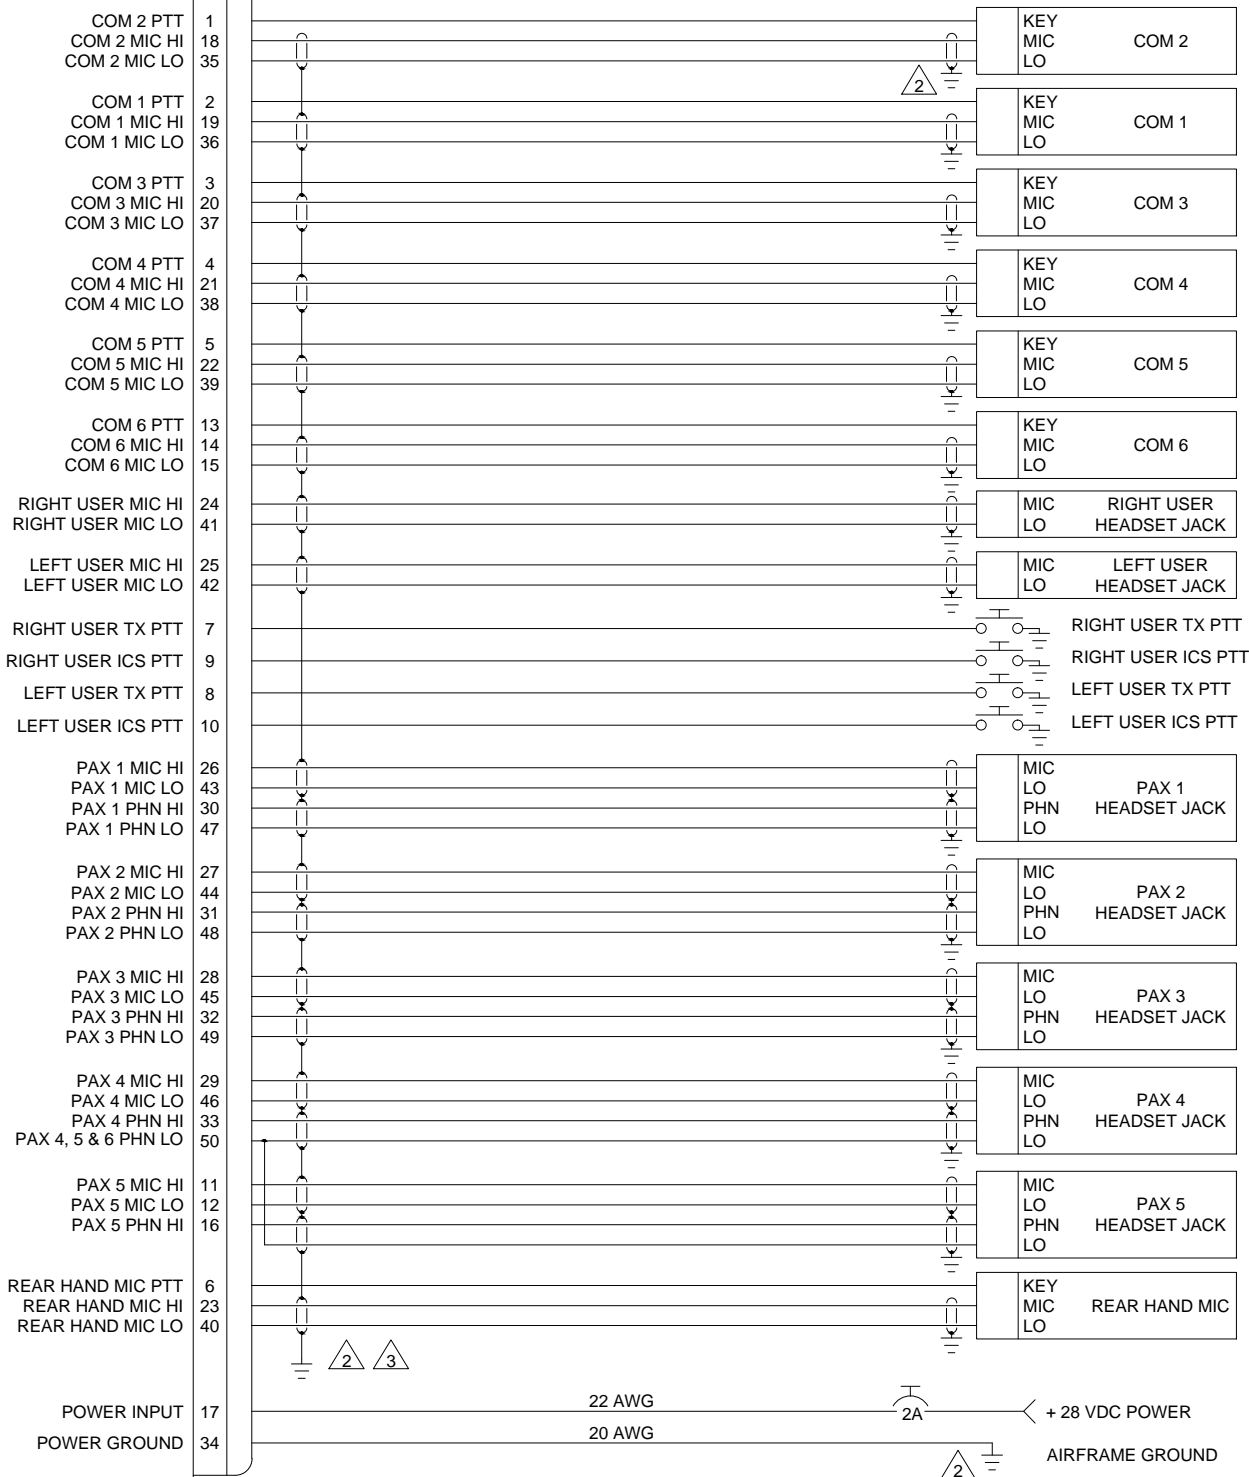 COM 2 PTT 1 KEY
COM 2 MIC HI 18 MIC COM 2
COM 2 MIC LO 35 LO
2
COM 1 PTT 2 KEY
COM 1 MIC HI 19 MIC COM 1
COM 1 MIC LO 36 LO
COM 3 PTT 3 KEY
COM 3 MIC HI 20 MIC COM 3
COM 3 MIC LO 37 LO
COM 4 PTT 4 KEY
COM 4 MIC HI 21 MIC COM 4
COM 4 MIC LO 38 LO
COM 5 PTT 5 KEY
COM 5 MIC HI 22 MIC COM 5
COM 5 MIC LO 39 LO
COM 6 PTT 13 KEY
COM 6 MIC HI 14 MIC COM 6
COM 6 MIC LO 15 LO
RIGHT USER MIC HI 24 MIC RIGHT USER
RIGHT USER MIC LO 41 LO HEADSET JACK
LEFT USER MIC HI 25 MIC LEFT USER
LEFT USER MIC LO 42 LO HEADSET JACK
RIGHT USER TX PTT 7 RIGHT USER TX PTT
RIGHT USER ICS PTT 9 RIGHT USER ICS PTT
LEFT USER TX PTT 8 LEFT USER TX PTT
LEFT USER ICS PTT 10 LEFT USER ICS PTT
PAX 1 MIC HI 26 MIC
PAX 1 MIC LO 43 LO PAX 1
PAX 1 PHN HI 30 PHN HEADSET JACK
PAX 1 PHN LO 47 LO
PAX 2 MIC HI 27 MIC
PAX 2 MIC LO 44 LO PAX 2
PAX 2 PHN HI 31 PHN HEADSET JACK
PAX 2 PHN LO 48 LO
PAX 3 MIC HI 28 MIC
PAX 3 MIC LO 45 LO PAX 3
PAX 3 PHN HI 32 PHN HEADSET JACK
PAX 3 PHN LO 49 LO
PAX 4 MIC HI 29 MIC
PAX 4 MIC LO 46 LO PAX 4
PAX 4 PHN HI 33 PHN HEADSET JACK
PAX 4, 5 & 6 PHN LO 50 LO
PAX 5 MIC HI 11 MIC
PAX 5 MIC LO 12 LO PAX 5
PAX 5 PHN HI 16 PHN HEADSET JACK
LO
REAR HAND MIC PTT 6 KEY
REAR HAND MIC HI 23 MIC REAR HAND MIC
REAR HAND MIC LO 40 LO
2 3
22 AWG
POWER INPUT 17 2A + 28 VDC POWER
20 AWG
POWER GROUND 34
AIRFRAME GROUND
2